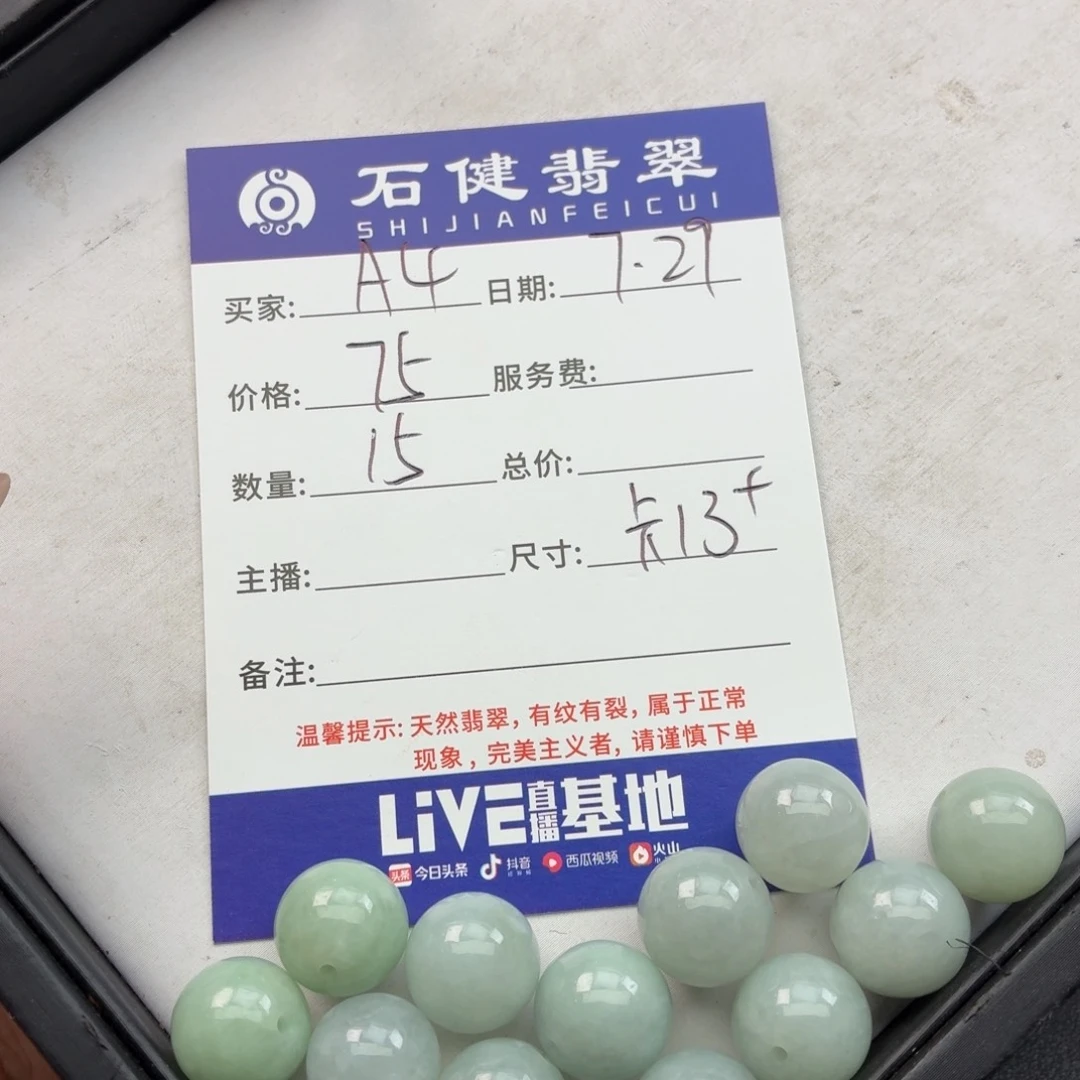 石健翡翠
SHIJIANFEICUI
买家: A4 日期: 7.29
价格: 75 服务费:
数量: 15 总价:
主播: 尺寸: 卡13+
备注:
温馨提示: 天然翡翠, 有纹有裂, 属于正常
现象, 完美主义者, 请谨慎下单
LiVE直播基地
头条 今日头条 抖音 西瓜视频 火山